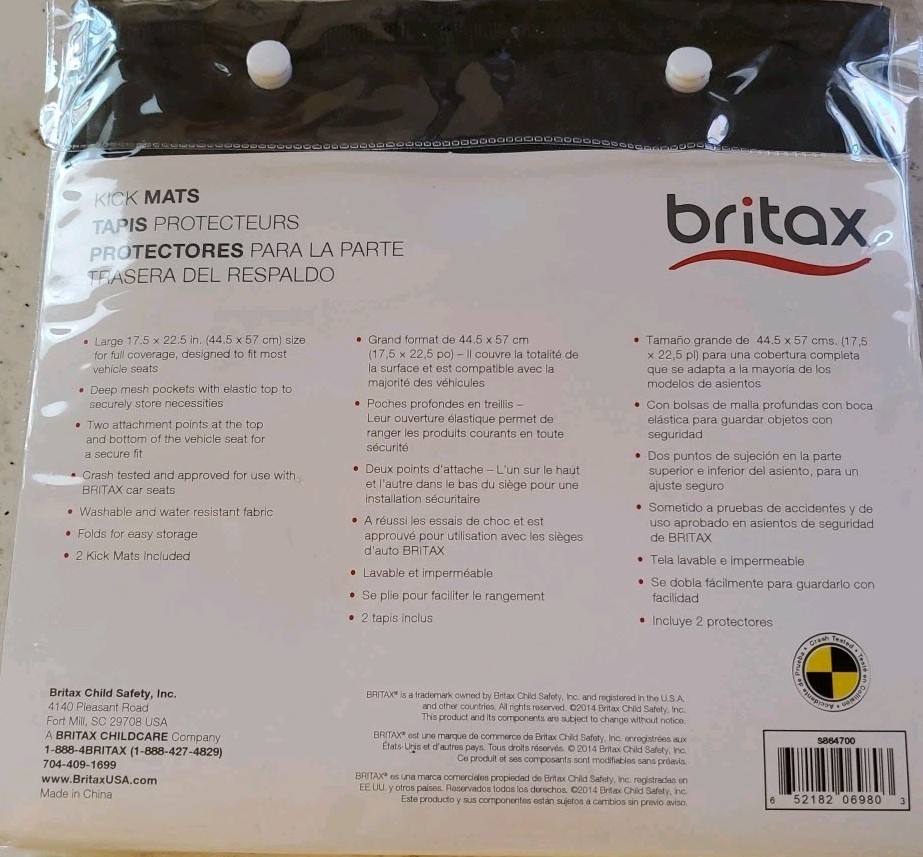 KICK MATS
TAPIS PROTECTEURS
PROTECTORES PARA LA PARTE
TRASERA DEL RESPALDO
britax
• Large 17.5 x 22.5 in. (44.5 x 57 cm) size
for full coverage, designed to fit most
vehicle seats
• Deep mesh pockets with elastic top to
securely store necessities
• Two attachment points at the top
and bottom of the vehicle seat for
a secure fit
• Crash tested and approved for use with
BRITAX car seats
• Washable and water resistant fabric
• Folds for easy storage
• 2 Kick Mats Included
• Grand format de 44.5 x 57 cm
(17,5 x 22,5 po) – Il couvre la totalité de
la surface et est compatible avec la
majorité des véhicules
• Poches profondes en treillis –
Leur ouverture élastique permet de
ranger les produits courants en toute
sécurité
• Deux points d'attache – L'un sur le haut
et l'autre dans le bas du siège pour une
installation sécuritaire
• A réussi les essais de choc et est
approuvé pour utilisation avec les sièges
d'auto BRITAX
• Lavable et imperméable
• Se plie pour faciliter le rangement
• 2 tapis inclus
• Tamaño grande de 44.5 x 57 cms. (17,5
x 22,5 pl) para una cobertura completa
que se adapta a la mayoría de los
modelos de asientos
• Con bolsas de malla profundas con boca
elástica para guardar objetos con
seguridad
• Dos puntos de sujeción en la parte
superior e inferior del asiento, para un
ajuste seguro
• Sometido a pruebas de accidentes y de
uso aprobado en asientos de seguridad
de BRITAX
• Tela lavable e impermeable
• Se dobla fácilmente para guardarlo con
facilidad
• Incluye 2 protectores
Crash Tested • Testé en Collision • Accidente de Prueba •
Britax Child Safety, Inc.
4140 Pleasant Road
Fort Mill, SC 29708 USA
A BRITAX CHILDCARE Company
1-888-4BRITAX (1-888-427-4829)
704-409-1699
www.BritaxUSA.com
Made in China
BRITAX® is a trademark owned by Britax Child Safety, Inc. and registered in the U.S.A.
and other countries. All rights reserved. ©2014 Britax Child Safety, Inc.
This product and its components are subject to change without notice.
BRITAX® est une marque de commerce de Britax Child Safety, Inc. enregistrées aux
États-Unis et d'autres pays. Tous droits réservés. © 2014 Britax Child Safety, Inc.
Ce produit et ses composants sont modifiables sans préavis.
BRITAX® es una marca comerciales propiedad de Britax Child Safety, Inc. registradas en
EE.UU. y otros países. Reservados todos los derechos. ©2014 Britax Child Safety, Inc.
Este producto y sus componentes están sujetos a cambios sin previo aviso.
S864700
6 52182 06980 3